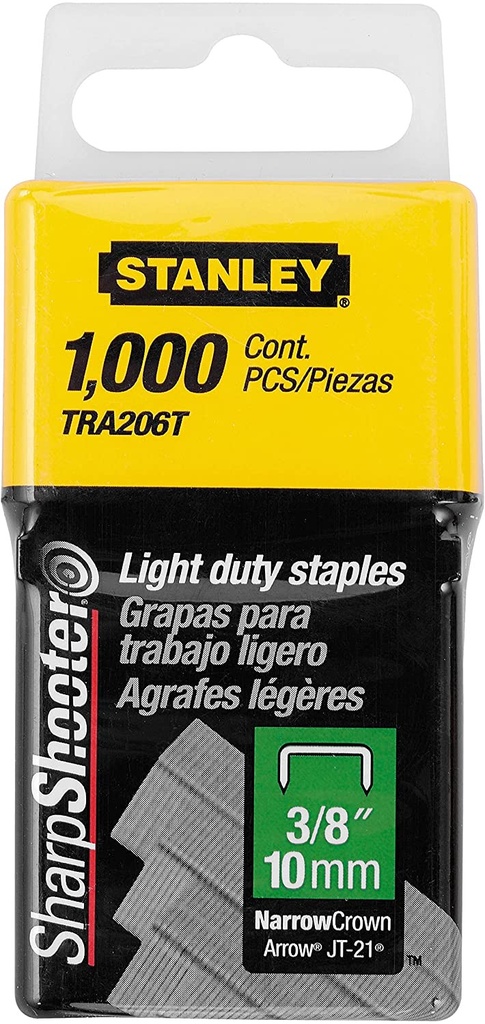 STANLEY®
1,000 Cont.
PCS/Piezas
TRA206T
SharpShooter®
Light duty staples
Grapas para
trabajo ligero
Agrafes légères
3/8"
10mm
NarrowCrown
Arrow® JT-21®
™